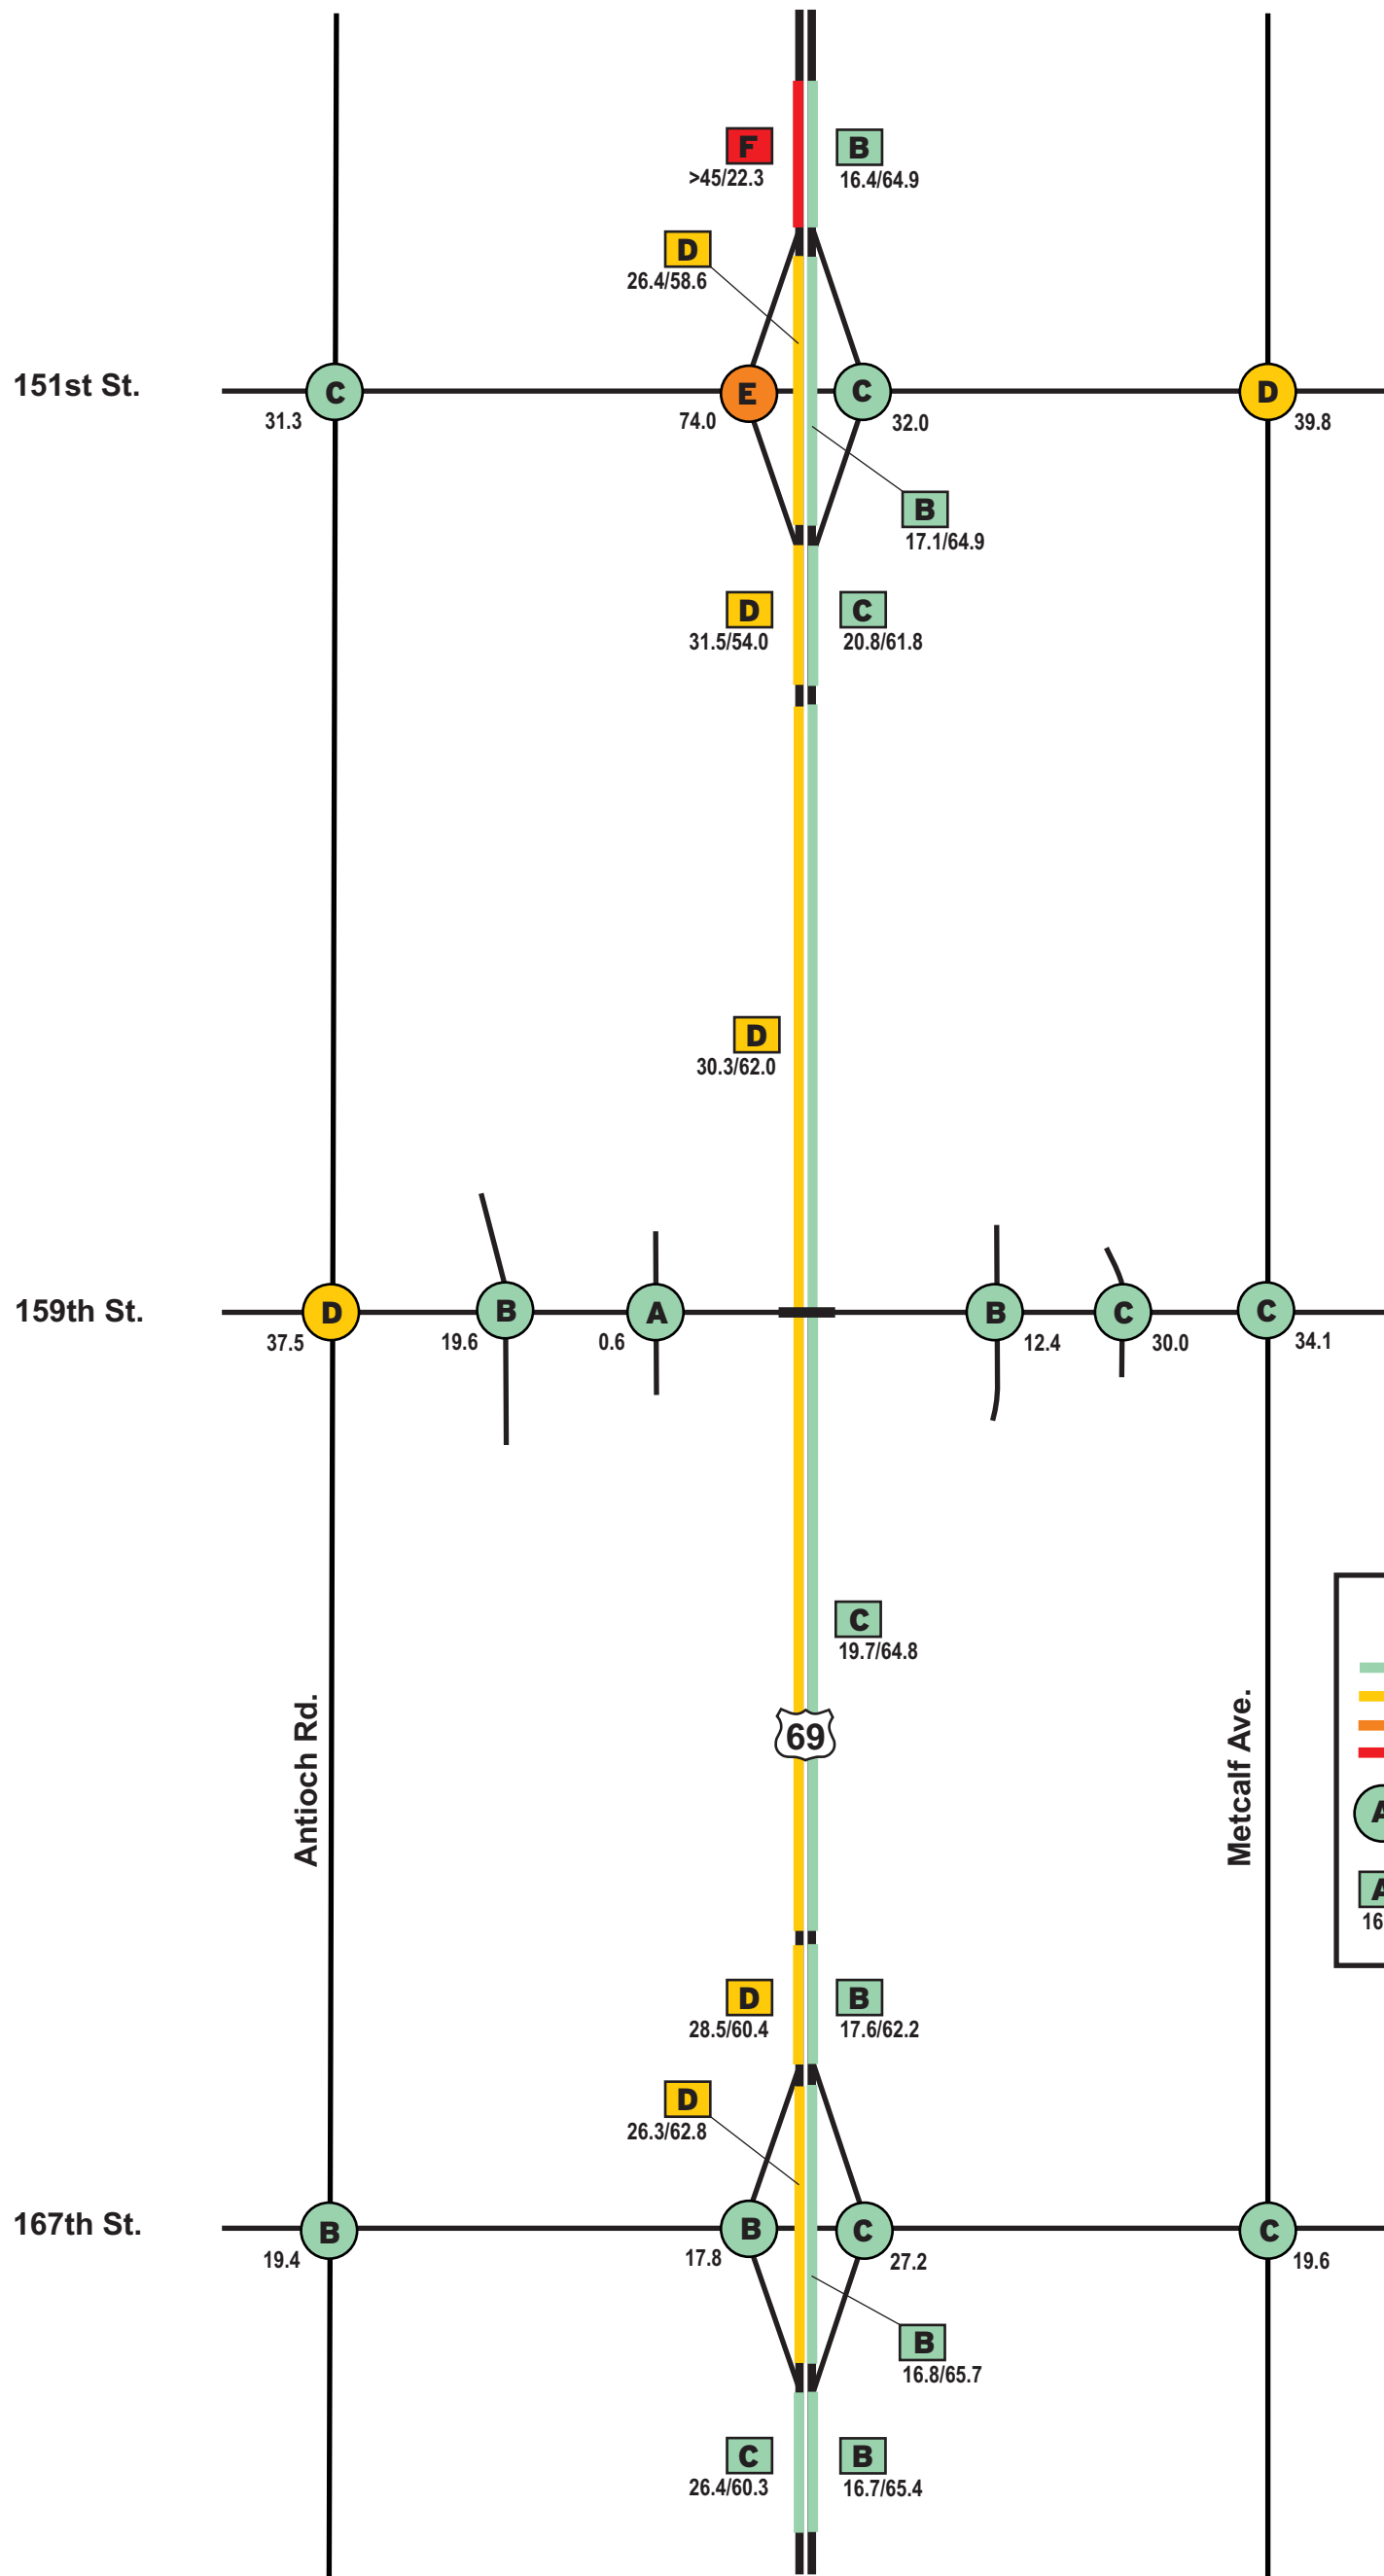 F
>45/22.3
B
16.4/64.9
D
26.4/58.6
151st St.
C
31.3
E
74.0
C
32.0
D
39.8
B
17.1/64.9
D
31.5/54.0
C
20.8/61.8
D
30.3/62.0
159th St.
D
37.5
B
19.6
A
0.6
B
12.4
C
30.0
C
34.1
C
19.7/64.8
Antioch Rd.
69
Metcalf Ave.
A
A
16
D
28.5/60.4
B
17.6/62.2
D
26.3/62.8
167th St.
B
19.4
B
17.8
C
27.2
C
19.6
B
16.8/65.7
C
26.4/60.3
B
16.7/65.4